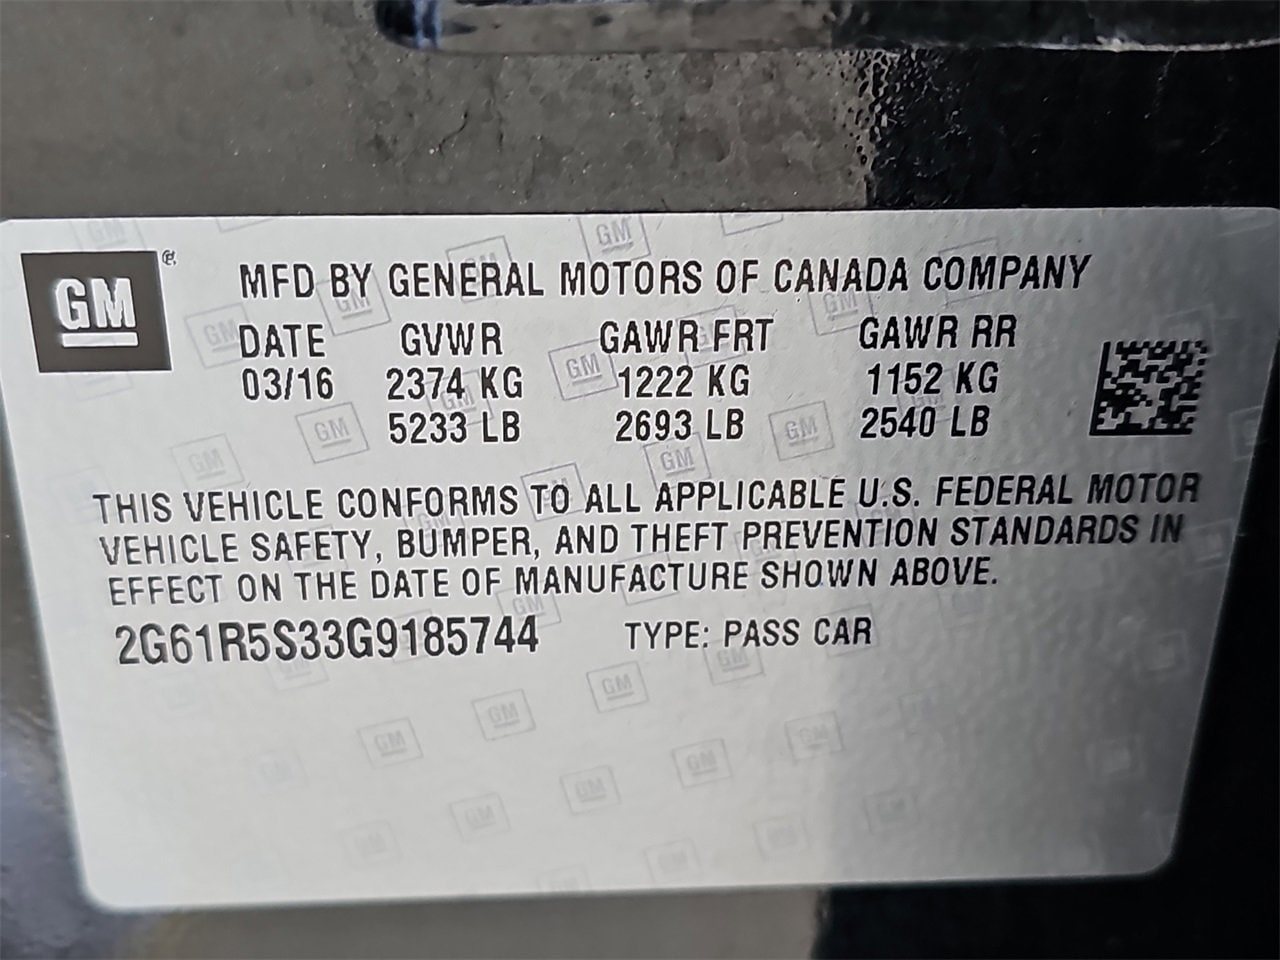 GM
MFD BY GENERAL MOTORS OF CANADA COMPANY
DATE GVWR GAWR FRT GAWR RR
03/16 2374 KG 1222 KG 1152 KG
5233 LB 2693 LB 2540 LB
THIS VEHICLE CONFORMS TO ALL APPLICABLE U.S. FEDERAL MOTOR
VEHICLE SAFETY, BUMPER, AND THEFT PREVENTION STANDARDS IN
EFFECT ON THE DATE OF MANUFACTURE SHOWN ABOVE.
2G61R5S33G9185744 TYPE: PASS CAR